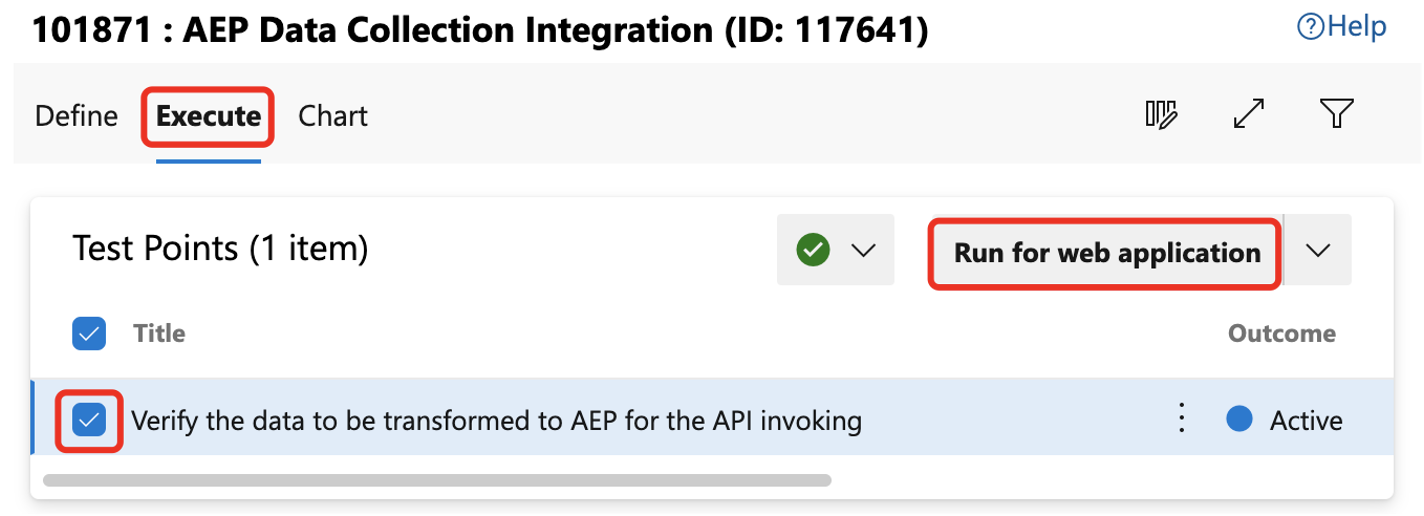 101871 : AEP Data Collection Integration (ID: 117641)
Help
Define Execute Chart
Test Points (1 item)
Run for web application
Title Outcome
Verify the data to be transformed to AEP for the API invoking Active